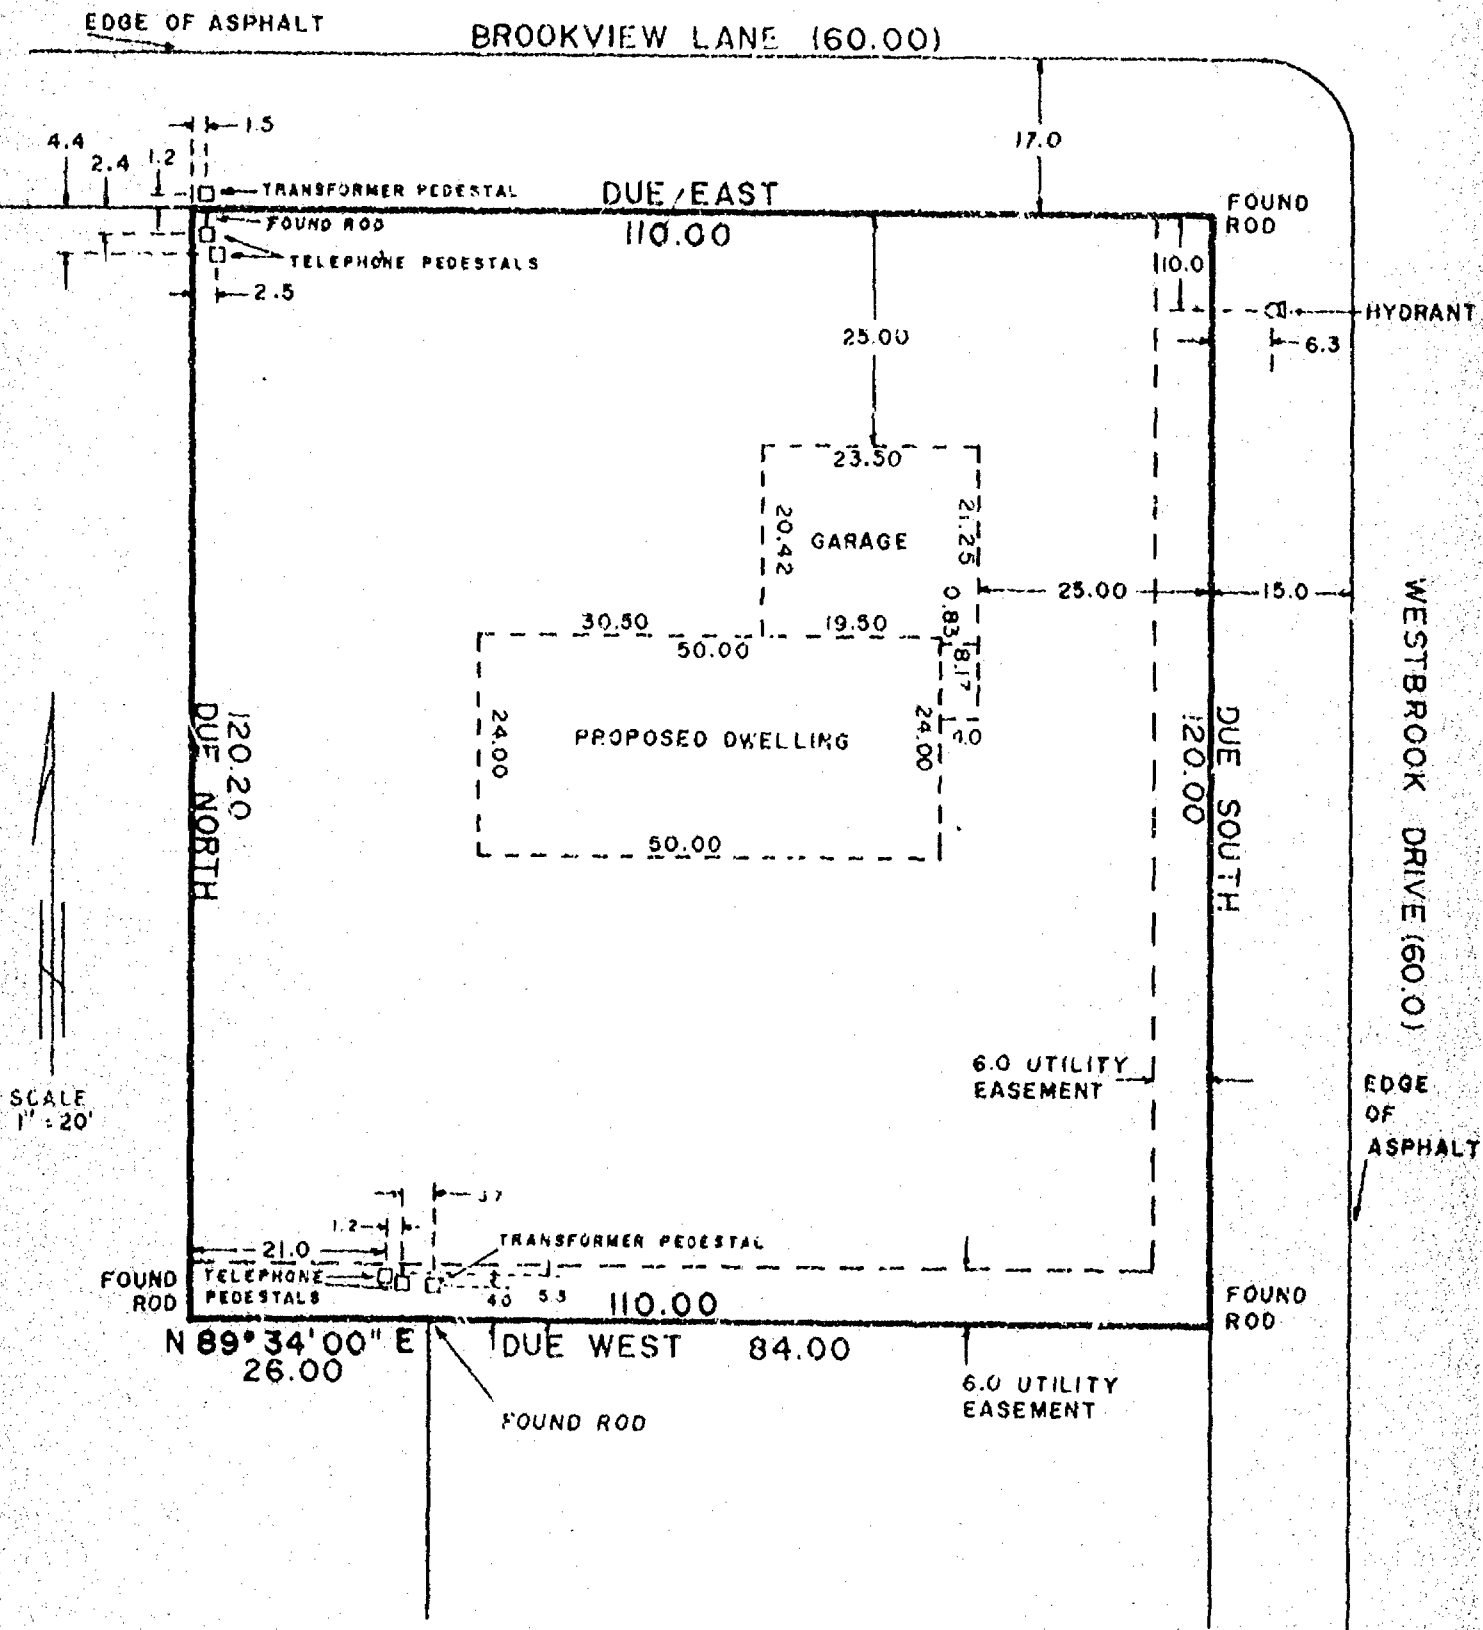 EDGE OF ASPHALT
BROOKVIEW LANE (60.00)
1.5
4.4
2.4
1.2
17.0
TRANSFORMER PEDESTAL
DUE EAST
FOUND
ROD
FOUND ROD
110.00
TELEPHONE PEDESTALS
10.0
2.5
HYDRANT
25.00
6.3
23.50
20.42
GARAGE
21.25
25.00
15.0
0.83
30.50
19.50
50.00
18.17
WESTBROOK DRIVE (60.0)
24.00
PROPOSED DWELLING
24.00
4.0
DUE NORTH
120.20
DUE SOUTH
120.00
50.00
6.0 UTILITY
EASEMENT
EDGE
OF
ASPHALT
SCALE
1" = 20'
3.7
1.2
TRANSFORMER PEDESTAL
21.0
FOUND
ROD
TELEPHONE
PEDESTALS
4.0
5.3
110.00
FOUND
ROD
N 89° 34' 00" E
26.00
DUE WEST
84.00
6.0 UTILITY
EASEMENT
FOUND ROD